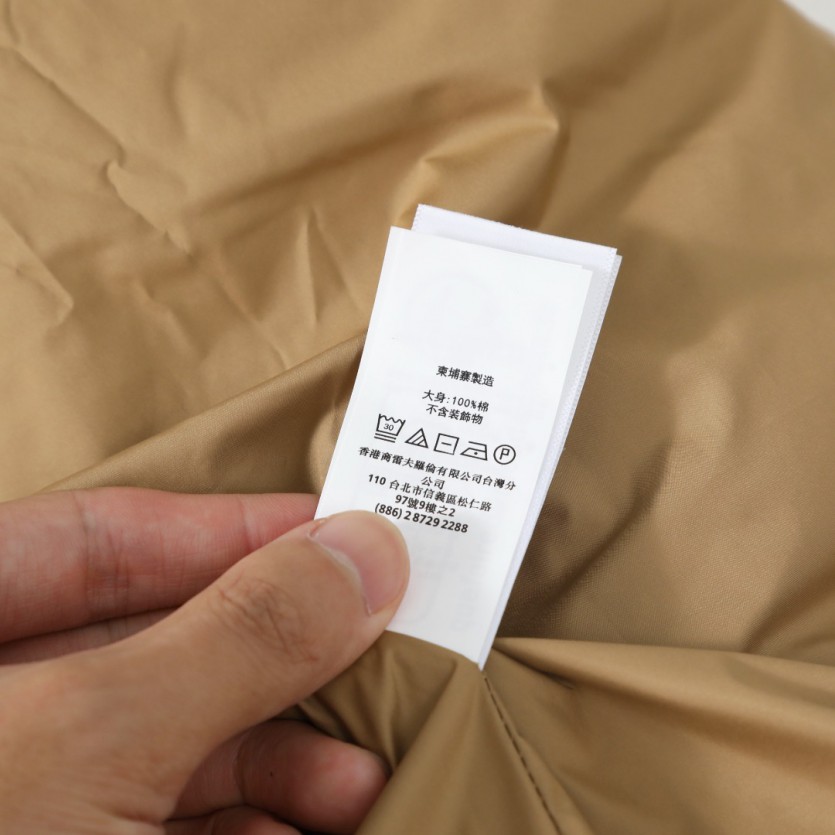 柬埔寨製造
大身:100%棉
不含裝飾物
30 P
香港商雷夫羅倫有限公司台灣分
公司
110 台北市信義區松仁路
97號9樓之2
(886) 2 8729 2288